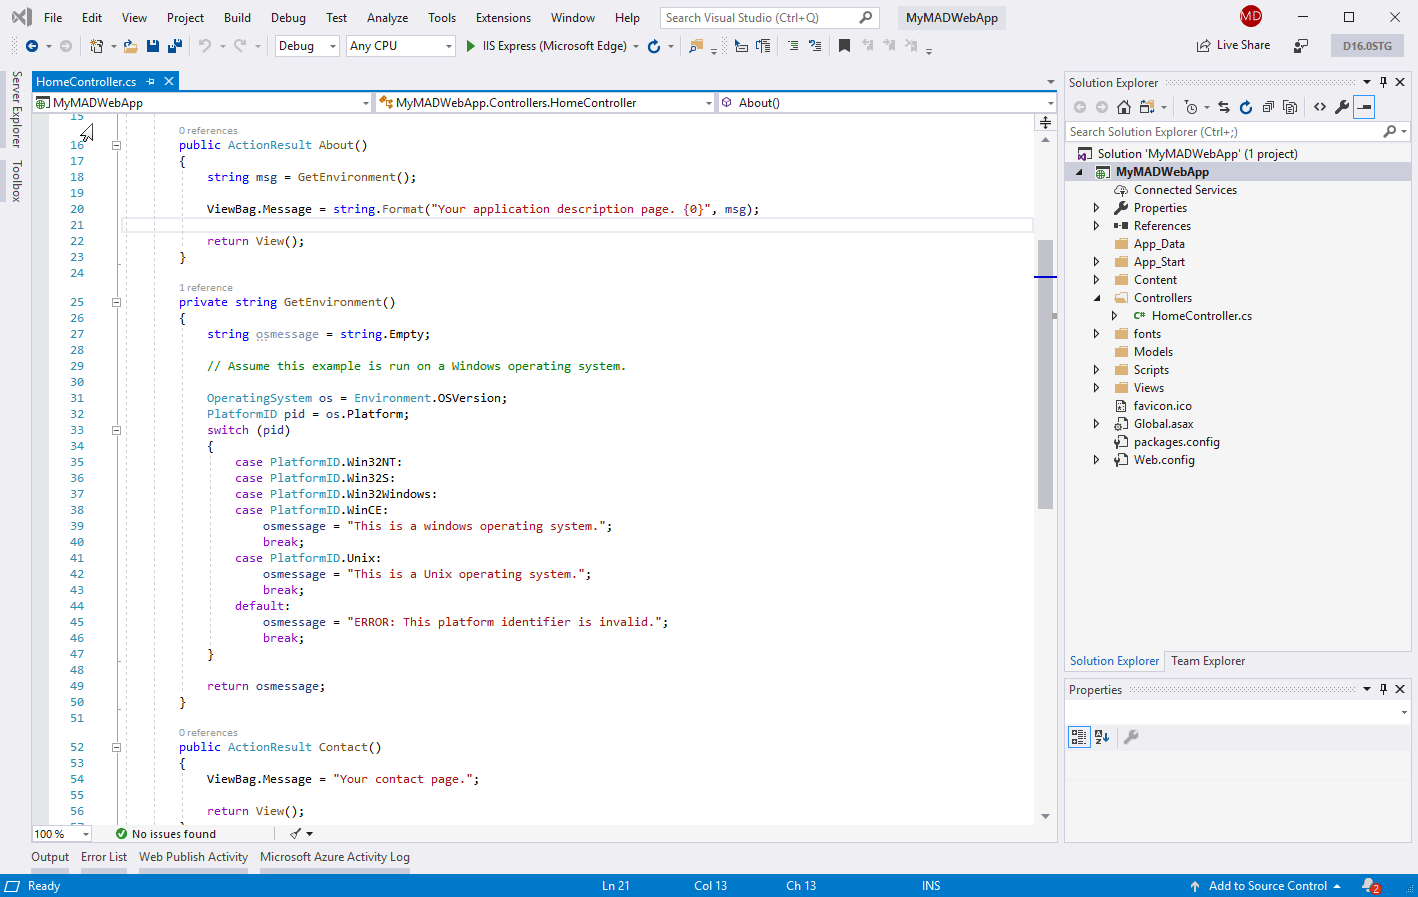 File Edit View Project Build Debug Test Analyze Tools Extensions Window Help Search Visual Studio (Ctrl+Q) MyMADWebApp MD
Debug Any CPU IIS Express (Microsoft Edge) Live Share D16.0STG
Server Explorer
Toolbox
HomeController.cs
MyMADWebApp MyMADWebApp.Controllers.HomeController About()
15
0 references
16 public ActionResult About()
17 {
18 string msg = GetEnvironment();
19
20 ViewBag.Message = string.Format("Your application description page. {0}", msg);
21
22 return View();
23 }
24
1 reference
25 private string GetEnvironment()
26 {
27 string osmessage = string.Empty;
28
29 // Assume this example is run on a Windows operating system.
30
31 OperatingSystem os = Environment.OSVersion;
32 PlatformID pid = os.Platform;
33 switch (pid)
34 {
35 case PlatformID.Win32NT:
36 case PlatformID.Win32S:
37 case PlatformID.Win32Windows:
38 case PlatformID.WinCE:
39 osmessage = "This is a windows operating system.";
40 break;
41 case PlatformID.Unix:
42 osmessage = "This is a Unix operating system.";
43 break;
44 default:
45 osmessage = "ERROR: This platform identifier is invalid.";
46 break;
47 }
48
49 return osmessage;
50 }
51
0 references
52 public ActionResult Contact()
53 {
54 ViewBag.Message = "Your contact page.";
55
56 return View();
100 % No issues found
Output Error List Web Publish Activity Microsoft Azure Activity Log
Solution Explorer
Search Solution Explorer (Ctrl+;)
Solution 'MyMADWebApp' (1 project)
MyMADWebApp
Connected Services
Properties
References
App_Data
App_Start
Content
Controllers
C# HomeController.cs
fonts
Models
Scripts
Views
favicon.ico
Global.asax
packages.config
Web.config
Solution Explorer Team Explorer
Properties
Ready Ln 21 Col 13 Ch 13 INS Add to Source Control 2